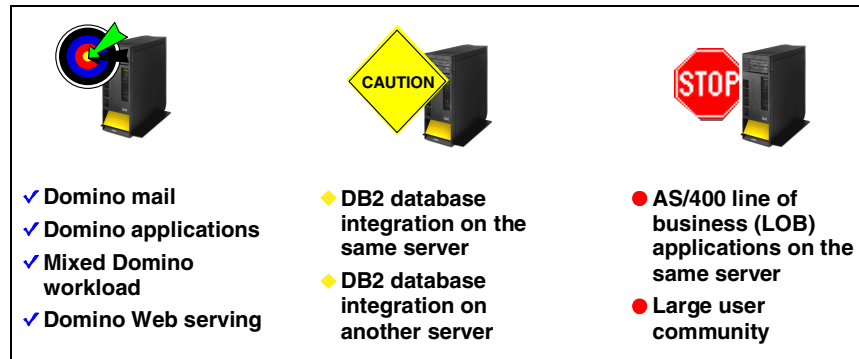 CAUTION
STOP
Domino mail
Domino applications
Mixed Domino
workload
Domino Web serving
DB2 database
integration on the
same server
DB2 database
integration on
another server
AS/400 line of
business (LOB)
applications on the
same server
Large user
community